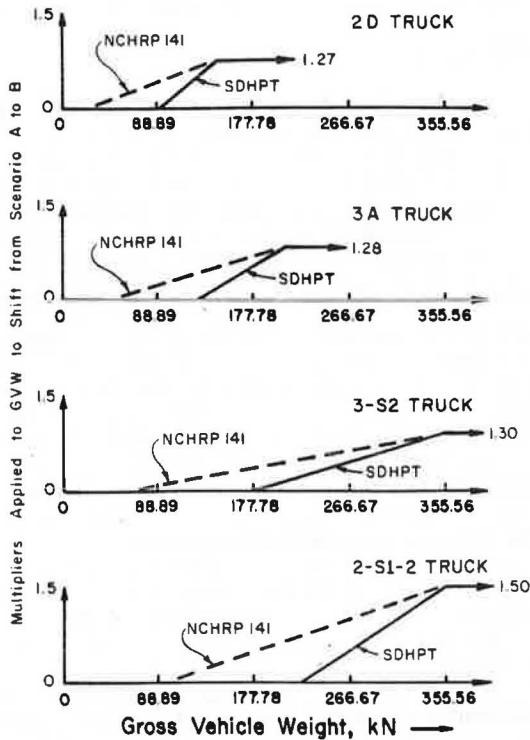 Multipliers Applied to GVW to Shift from Scenario A to B
1.5
2D TRUCK
NCHRP 141
1.27
SDHPT
0
0 88.89 177.78 266.67 355.56
1.5
3A TRUCK
NCHRP 141
1.28
SDHPT
0
0 88.89 177.78 266.67 355.56
1.5
3-S2 TRUCK
NCHRP 141
1.30
SDHPT
0
0 88.89 177.78 266.67 355.56
2-S1-2 TRUCK
1.5
1.50
NCHRP 141
SDHPT
0
0 88.89 177.78 266.67 355.56
Gross Vehicle Weight, kN